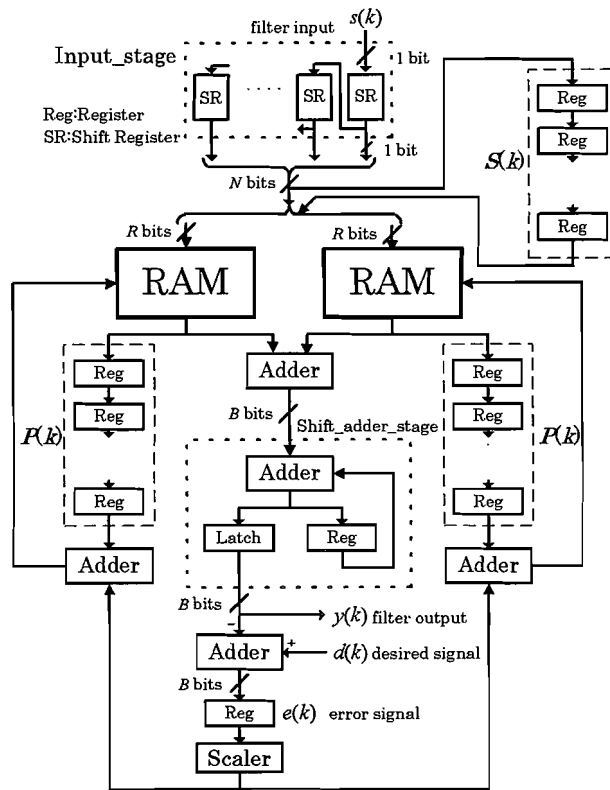 filter input s(k)
Input_stage
1 bit
SR
SR
SR
Reg:Register
SR:Shift Register
1 bit
Reg
Reg
S(k)
Reg
N bits
R bits
R bits
RAM
RAM
Reg
Reg
P(k)
Reg
Adder
B bits
Reg
Reg
P(k)
Reg
Shift_adder_stage
Adder
Latch
Reg
Adder
Adder
B bits
y(k) filter output
−
+
Adder
d(k) desired signal
B bits
Reg
e(k) error signal
Scaler